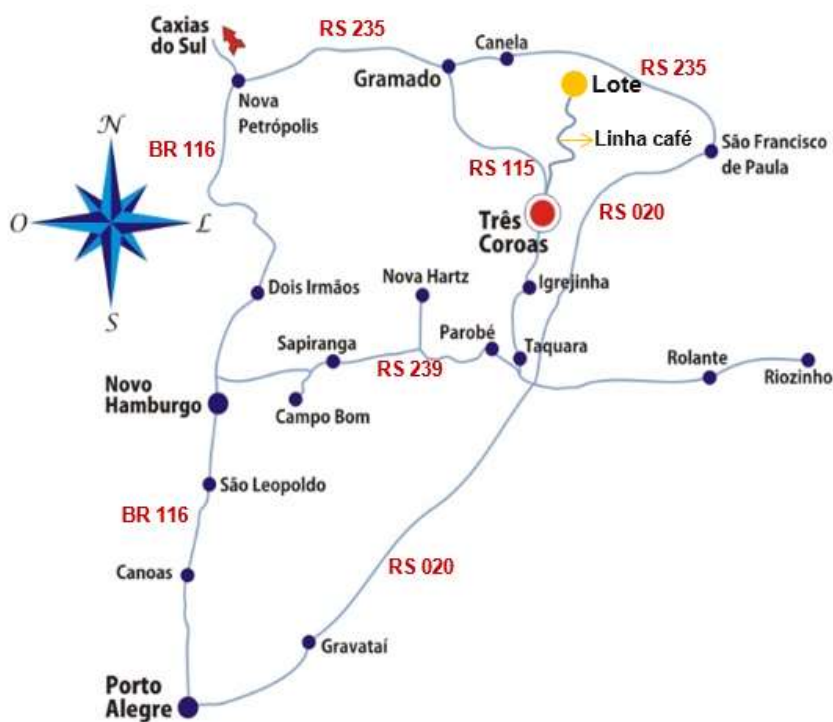 Caxias
do Sul
RS 235
Canela
Gramado
RS 235
Lote
Nova
Petrópolis
Linha café
São Francisco
de Paula
BR 116
RS 115
RS 020
N
O
L
S
Três
Coroas
Dois Irmãos
Nova Hartz
Igrejinha
Sapiranga
Parobé
Taquara
Rolante
Riozinho
RS 239
Novo
Hamburgo
Campo Bom
São Leopoldo
BR 116
RS 020
Canoas
Gravataí
Porto
Alegre